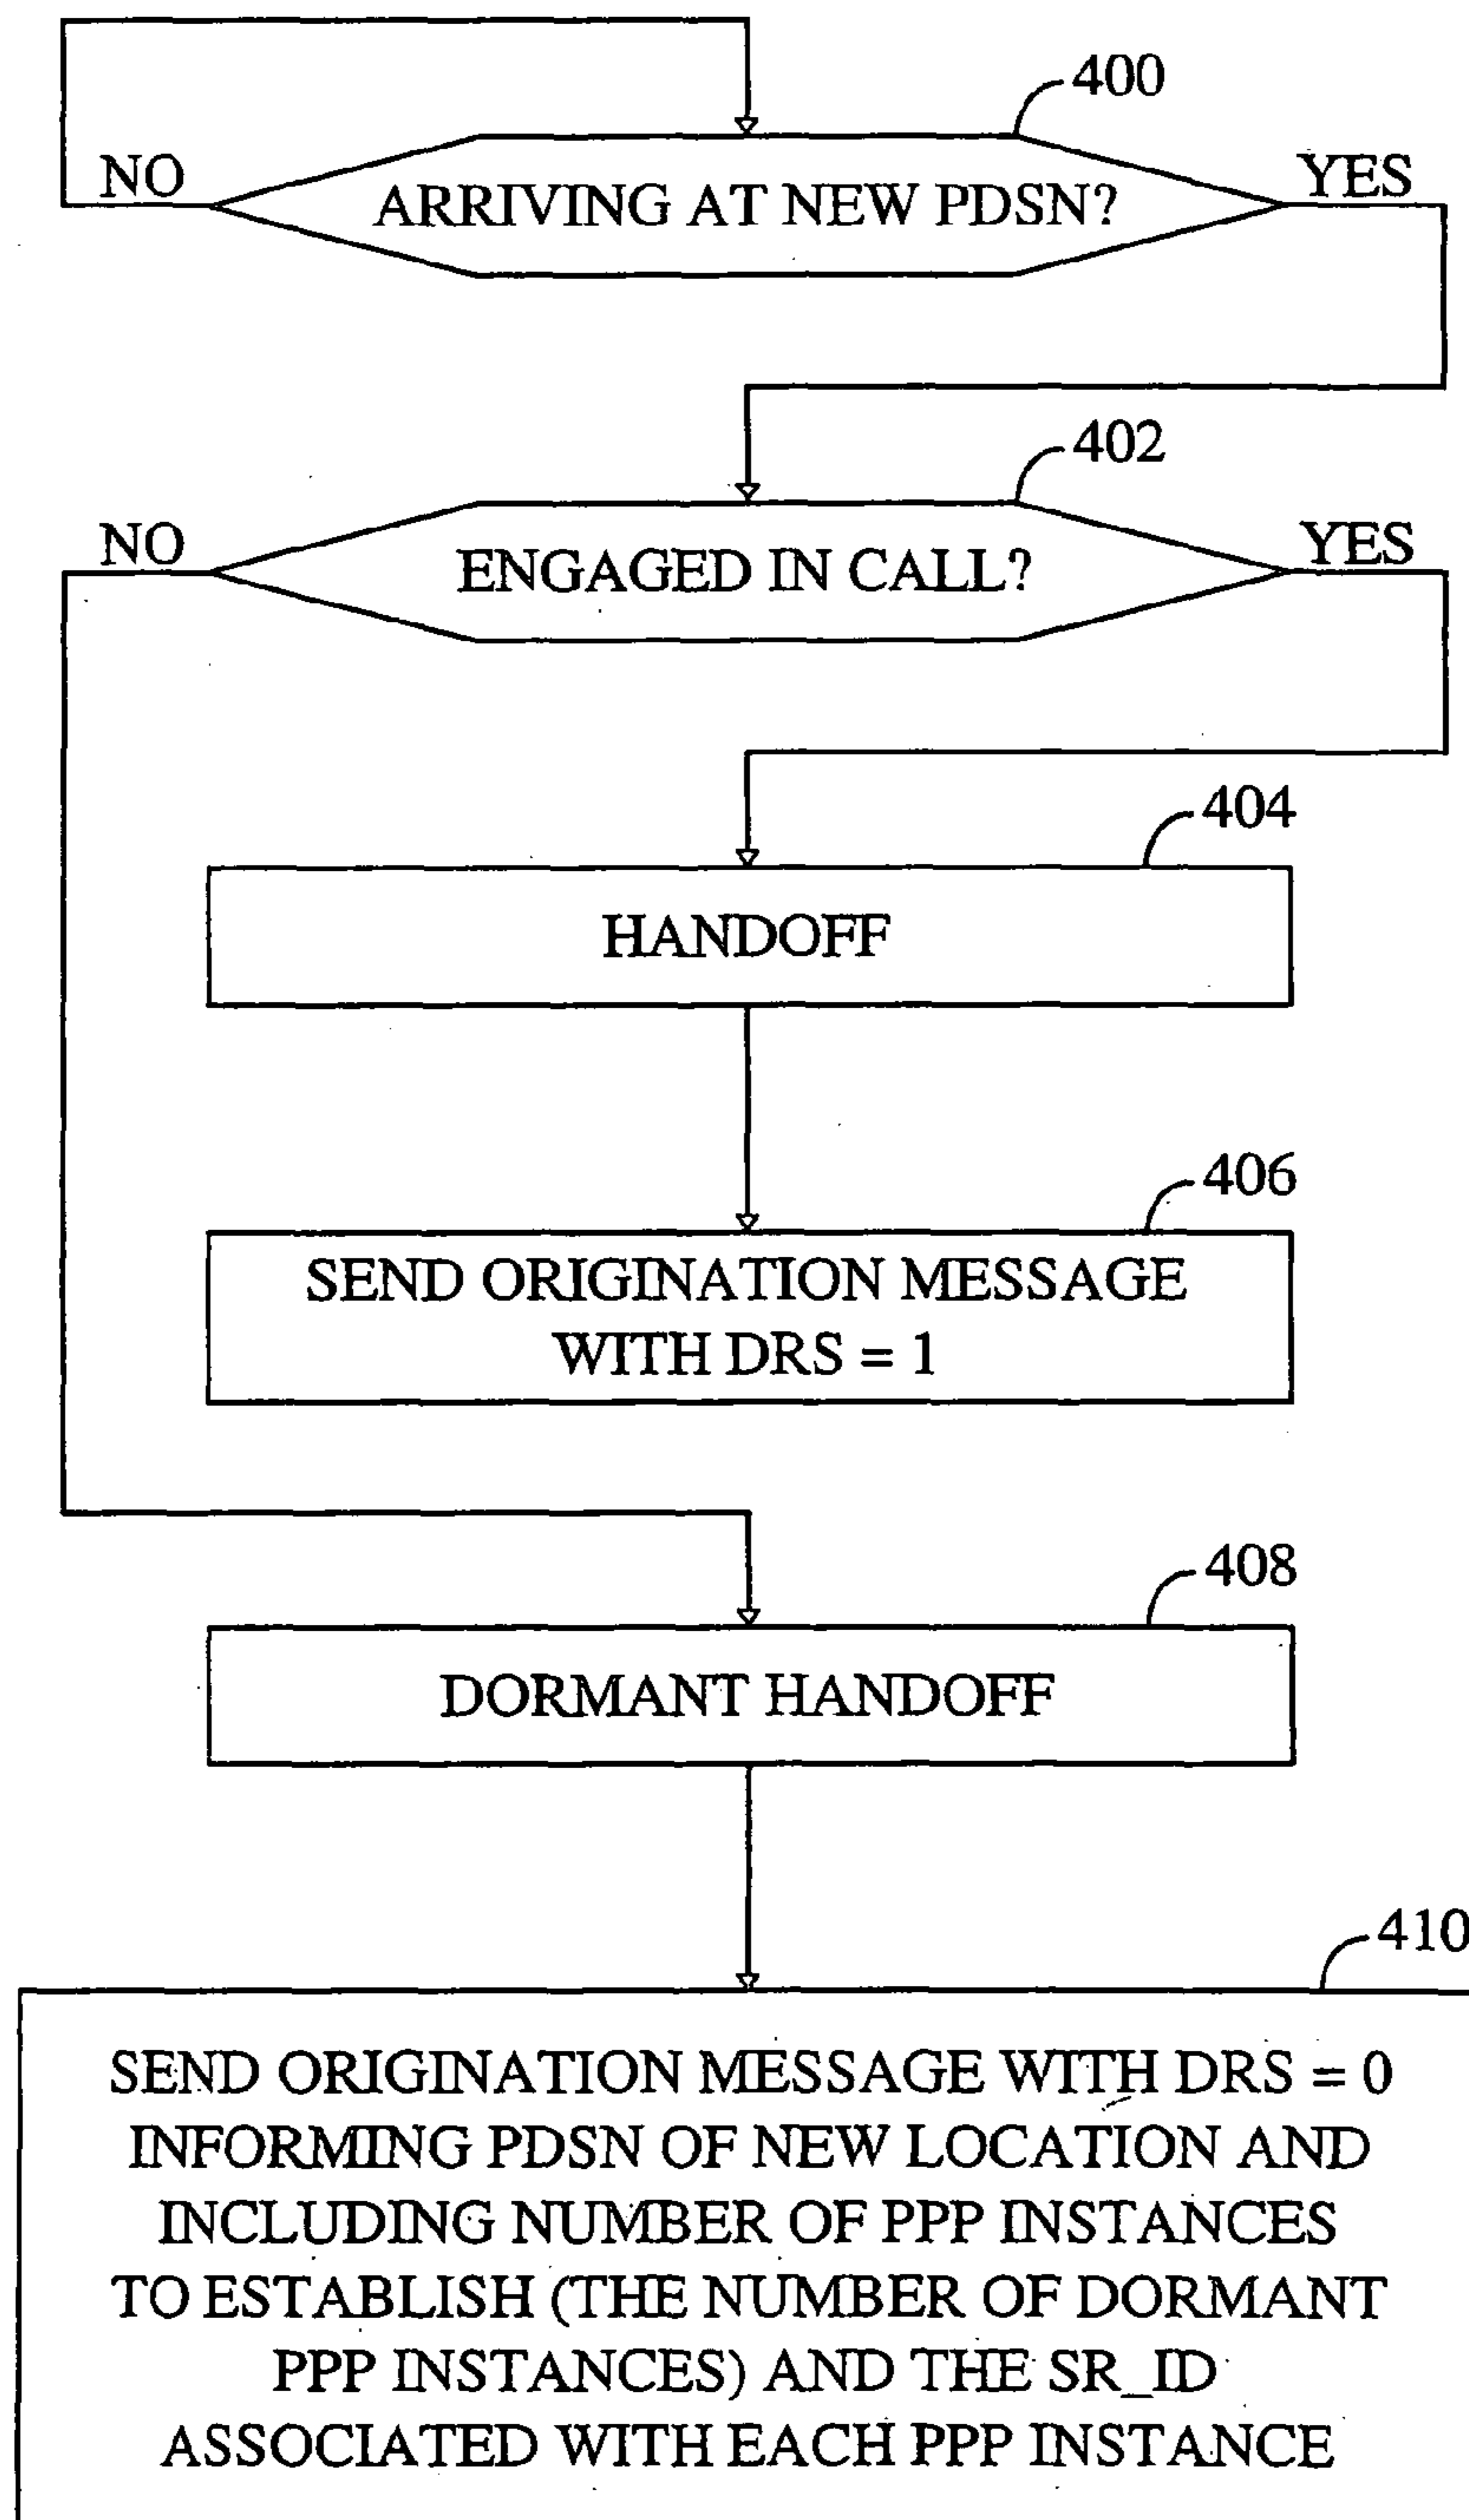 400
NO
YES
ARRIVING AT NEW PDSN?
402
NO
YES
ENGAGED IN CALL?
404
HANDOFF
406
SEND ORIGINATION MESSAGE
WITH DRS = 1
408
DORMANT HANDOFF
410
SEND ORIGINATION MESSAGE WITH DRS = 0
INFORMING PDSN OF NEW LOCATION AND
INCLUDING NUMBER OF PPP INSTANCES
TO ESTABLISH (THE NUMBER OF DORMANT
PPP INSTANCES) AND THE SR_ID
ASSOCIATED WITH EACH PPP INSTANCE